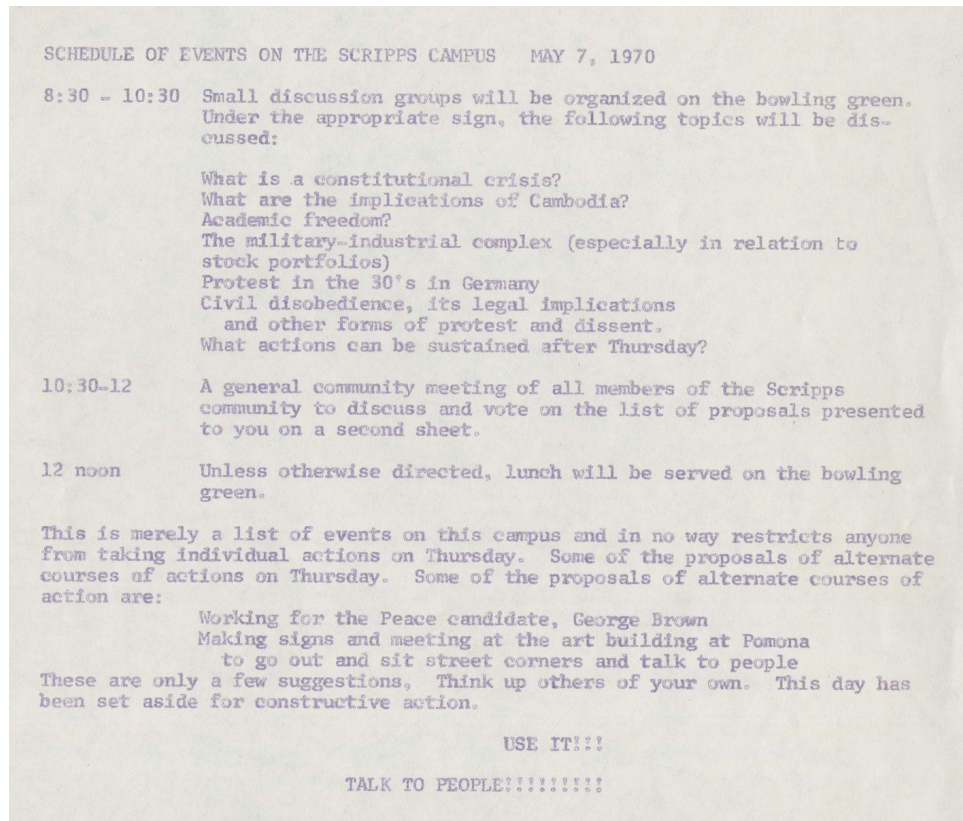 SCHEDULE OF EVENTS ON THE SCRIPPS CAMPUS MAY 7, 1970
8:30 - 10:30 Small discussion groups will be organized on the bowling green.
Under the appropriate sign, the following topics will be dis-
cussed:
What is a constitutional crisis?
What are the implications of Cambodia?
Academic freedom?
The military-industrial complex (especially in relation to
stock portfolios)
Protest in the 30's in Germany
Civil disobedience, its legal implications
and other forms of protest and dissent.
What actions can be sustained after Thursday?
10:30-12 A general community meeting of all members of the Scripps
community to discuss and vote on the list of proposals presented
to you on a second sheet.
12 noon Unless otherwise directed, lunch will be served on the bowling
green.
This is merely a list of events on this campus and in no way restricts anyone
from taking individual actions on Thursday. Some of the proposals of alternate
courses of actions on Thursday. Some of the proposals of alternate courses of
action are:
Working for the Peace candidate, George Brown
Making signs and meeting at the art building at Pomona
to go out and sit street corners and talk to people
These are only a few suggestions, Think up others of your own. This day has
been set aside for constructive action.
USE IT!!!
TALK TO PEOPLE!!!!!!!!!